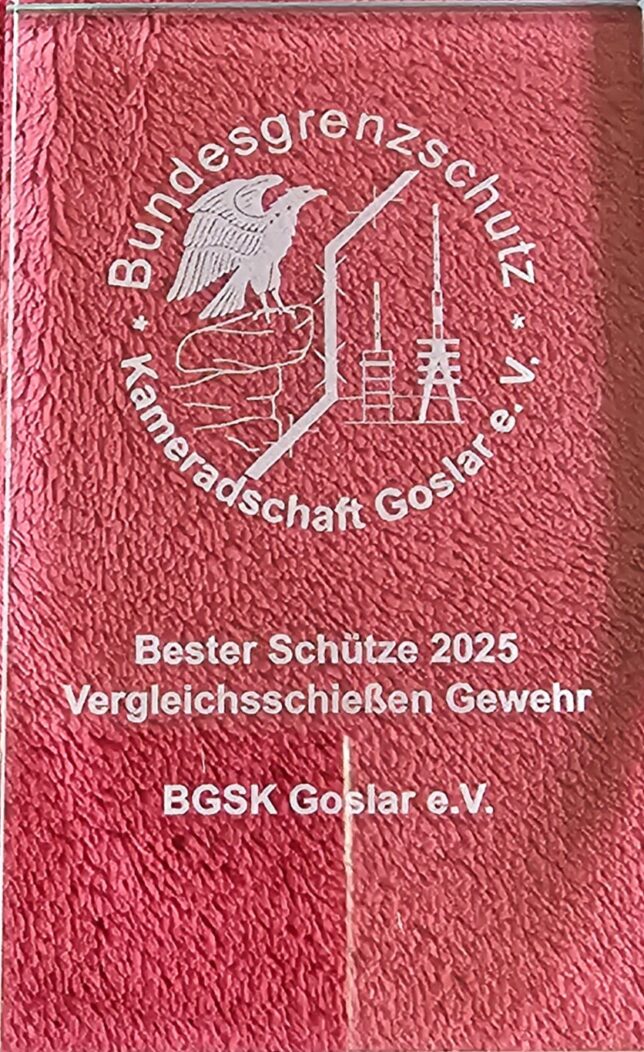 Bundesgrenzschutz
* Kameradschaft Goslar e. V. *
Bester Schütze 2025
Vergleichsschießen Gewehr
BGSK Goslar e.V.